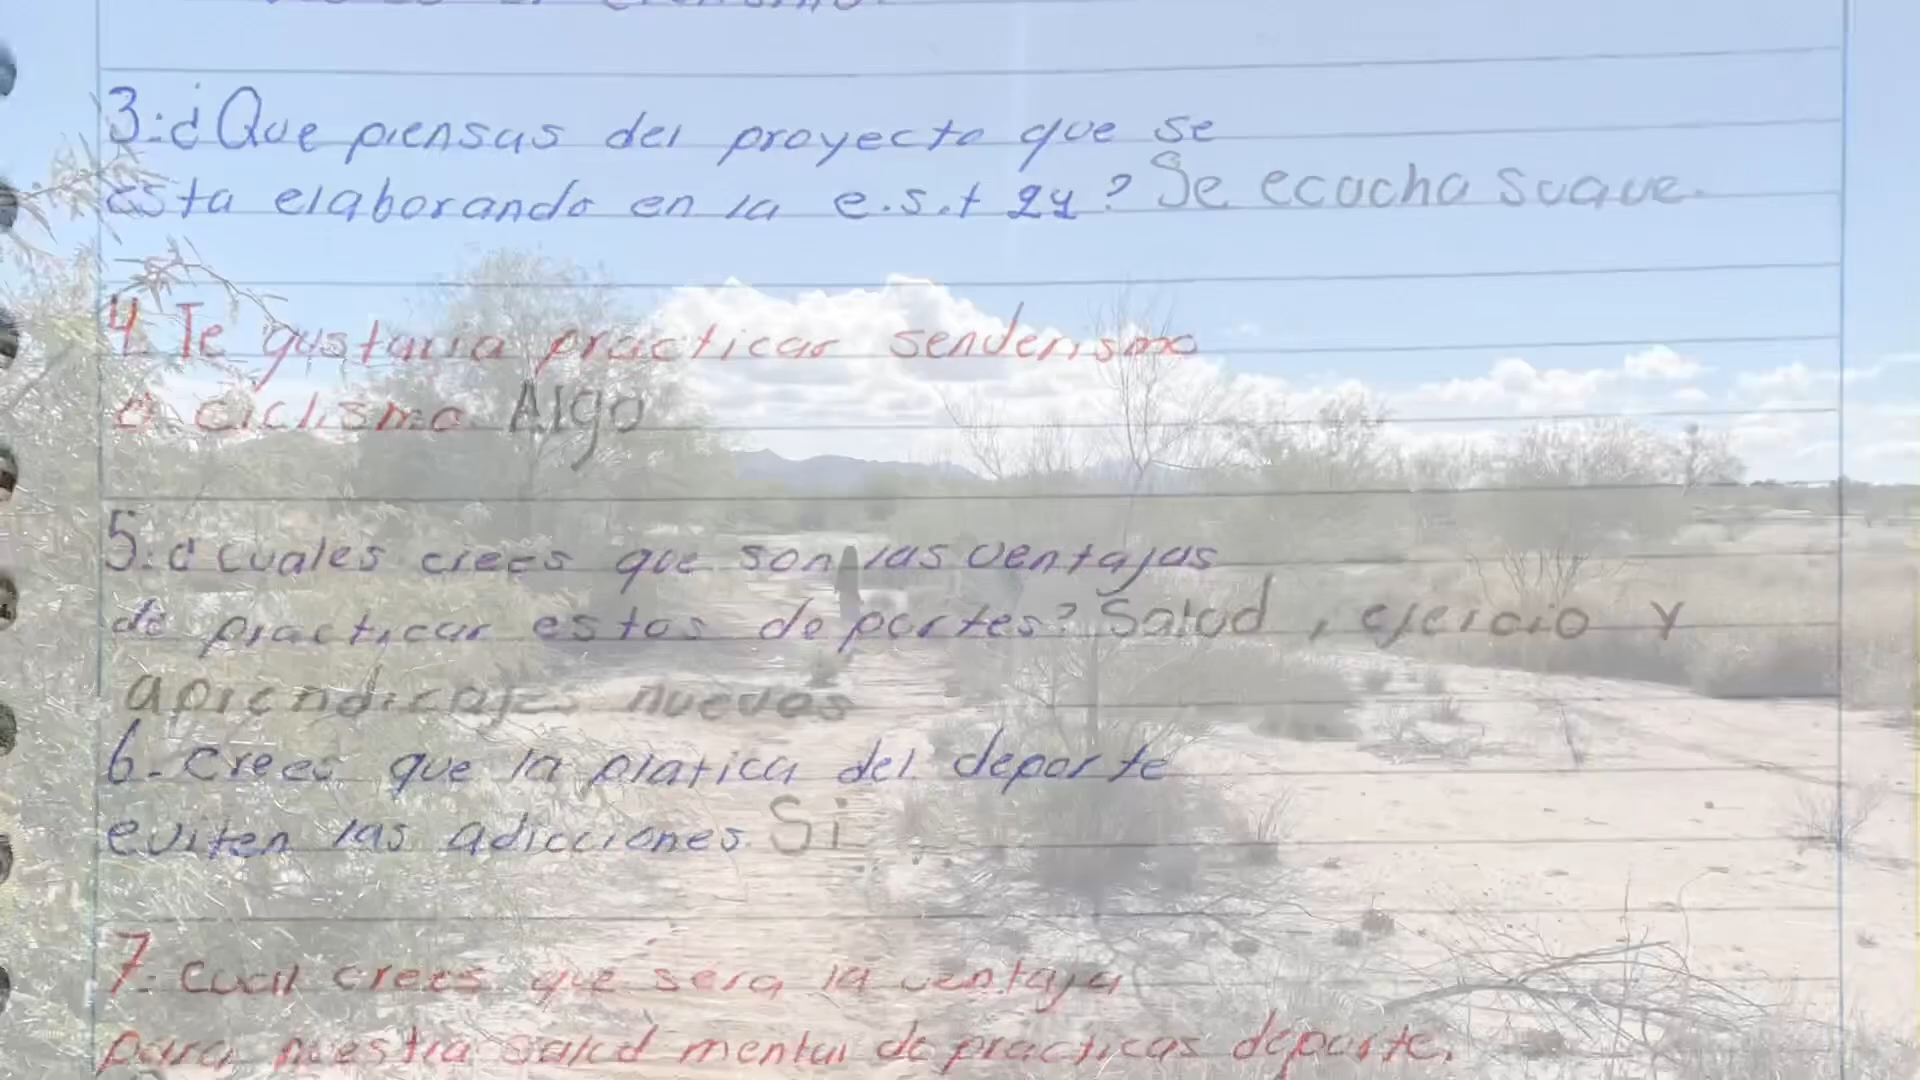 3.¿Que piensas del proyecto que se
esta elaborando en la e.s.t 24? Se ecucha suave.
4. Te gustaria practicar senderismo
o ciclismo. Algo
5.¿cuales crees que son las ventajas
de practicar estos deportes? Salud, ejercicio y
aprendicajes nuevos
6. Crees que la platica del deporte
eviten las adicciones. Si
7. Cual crees que sera la ventaja
para nuestra salud mental de practicas deporte.